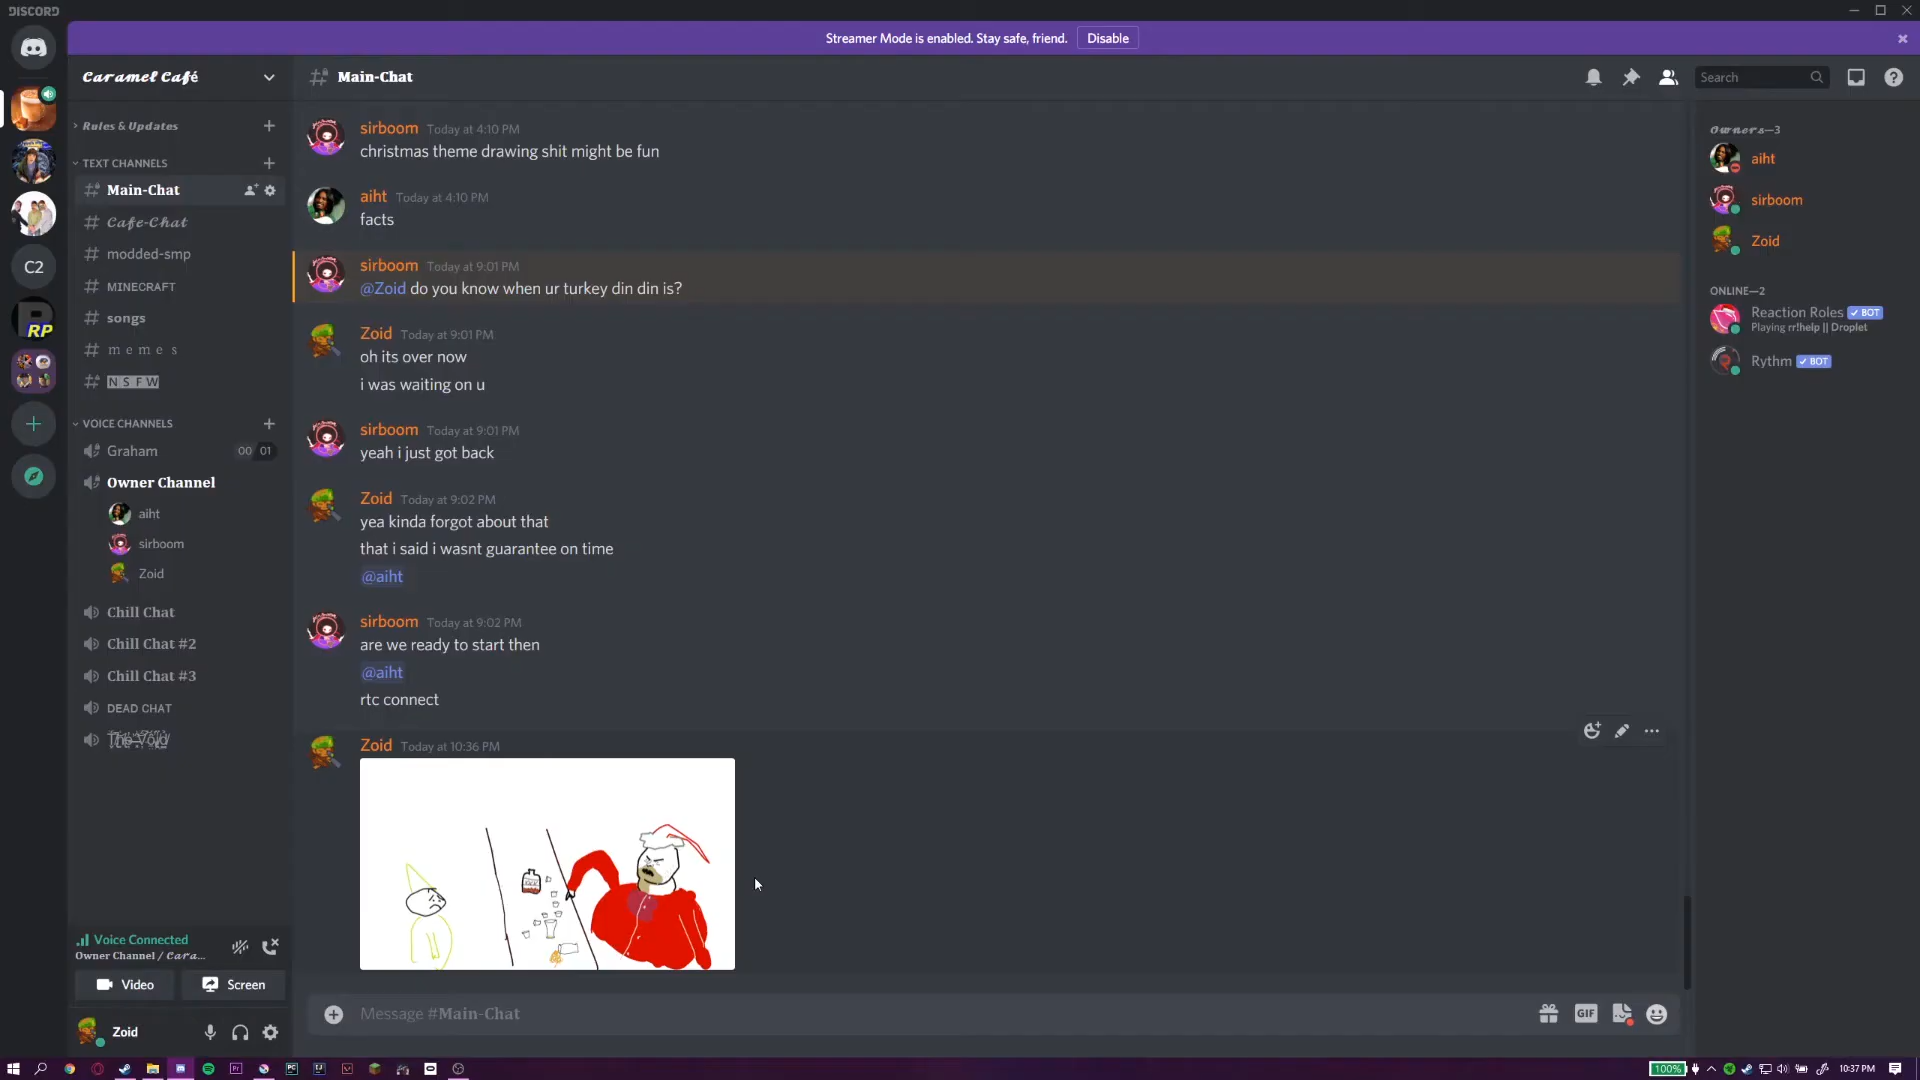 DISCORD
Streamer Mode is enabled. Stay safe, friend. Disable
Caramel Café
Main-Chat
Search
Rules & Updates
TEXT CHANNELS
Main-Chat
Cafe-Chat
modded-smp
MINECRAFT
songs
memes
NSFW
VOICE CHANNELS
Graham 00 01
Owner Channel
aiht
sirboom
Zoid
Chill Chat
Chill Chat #2
Chill Chat #3
DEAD CHAT
The Void
C2
RP
sirboom Today at 4:10 PM
christmas theme drawing shit might be fun
aiht Today at 4:10 PM
facts
sirboom Today at 9:01 PM
@Zoid do you know when ur turkey din din is?
Zoid Today at 9:01 PM
oh its over now
i was waiting on u
sirboom Today at 9:01 PM
yeah i just got back
Zoid Today at 9:02 PM
yea kinda forgot about that
that i said i wasnt guarantee on time
@aiht
sirboom Today at 9:02 PM
are we ready to start then
@aiht
rtc connect
Zoid Today at 10:36 PM
Message #Main-Chat
GIF
Owners—3
aiht
sirboom
Zoid
ONLINE—2
Reaction Roles BOT
Playing rr!help || Droplet
Rythm BOT
Voice Connected
Owner Channel / Cara...
Video Screen
Zoid
100%
10:37 PM